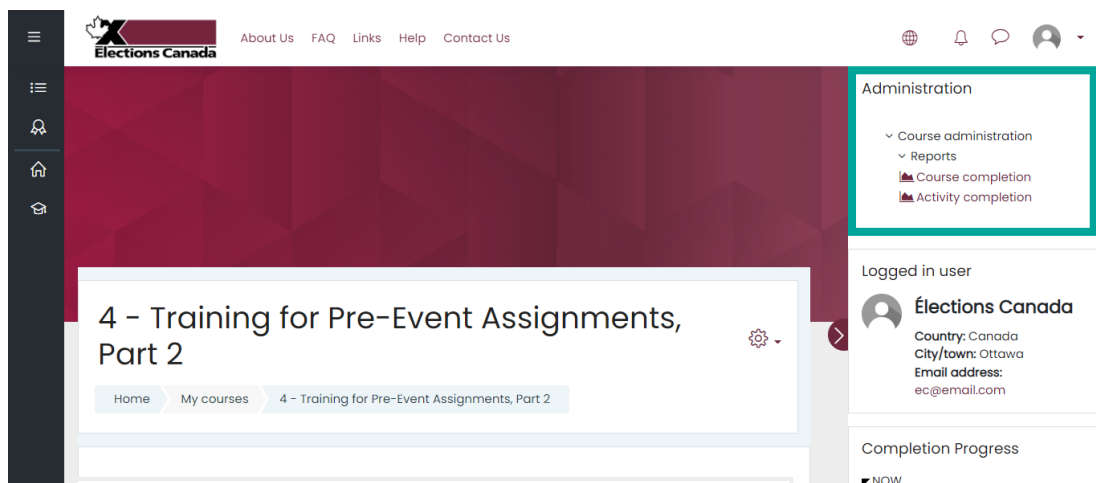 Elections Canada
About Us FAQ Links Help Contact Us
Administration
Course administration
Reports
Course completion
Activity completion
Logged in user
Élections Canada
Country: Canada
City/town: Ottawa
Email address:
ec@email.com
4 - Training for Pre-Event Assignments,
Part 2
Home My courses 4 - Training for Pre-Event Assignments, Part 2
Completion Progress
NOW